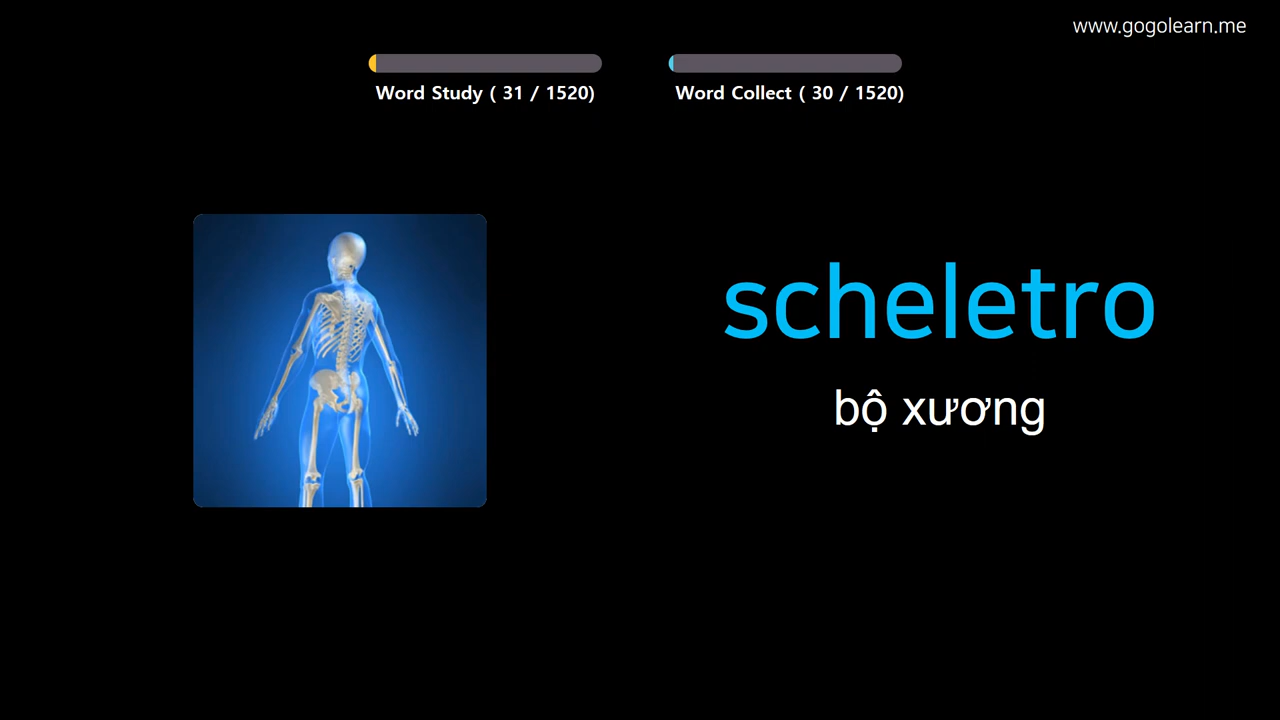 www.gogolearn.me
Word Study ( 31 / 1520)
Word Collect ( 30 / 1520)
scheletro
bộ xương